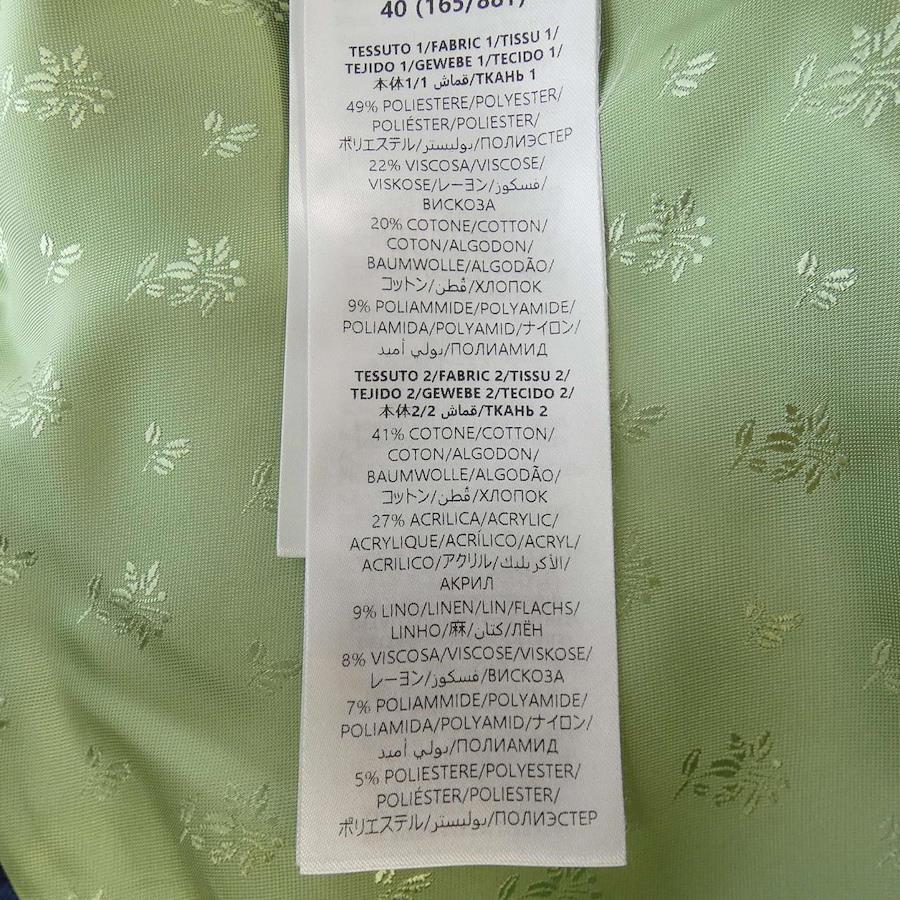 40 (165/88T)
TESSUTO 1/FABRIC 1/TISSU 1/
TEJIDO 1/GEWEBE 1/TECIDO 1/
本体1/1 قماش/ТКАНЬ 1
49% POLIESTERE/POLYESTER/
POLIÉSTER/POLIESTER/
ポリエステル/بوليستر/ПОЛИЭСТЕР
22% VISCOSA/VISCOSE/
VISKOSE/レーヨン/فسكوز/
ВИСКОЗА
20% COTONE/COTTON/
COTON/ALGODON/
BAUMWOLLE/ALGODÃO/
コットン/قُطن/ХЛОПОК
9% POLIAMMIDE/POLYAMIDE/
POLIAMIDA/POLYAMID/ナイロン/
بولي أميد/ПОЛИАМИД
TESSUTO 2/FABRIC 2/TISSU 2/
TEJIDO 2/GEWEBE 2/TECIDO 2/
本体2/2 قماش/ТКАНЬ 2
41% COTONE/COTTON/
COTON/ALGODON/
BAUMWOLLE/ALGODÃO/
コットン/قُطن/ХЛОПОК
27% ACRILICA/ACRYLIC/
ACRYLIQUE/ACRÍLICO/ACRYL/
ACRILICO/アクリル/الأكريليك/
АКРИЛ
9% LINO/LINEN/LIN/FLACHS/
LINHO/麻/كتان/ЛЁН
8% VISCOSA/VISCOSE/VISKOSE/
レーヨン/فسكوز/ВИСКОЗА
7% POLIAMMIDE/POLYAMIDE/
POLIAMIDA/POLYAMID/ナイロン/
بولي أميد/ПОЛИАМИД
5% POLIESTERE/POLYESTER/
POLIÉSTER/POLIESTER/
ポリエステル/بوليستر/ПОЛИЭСТЕР